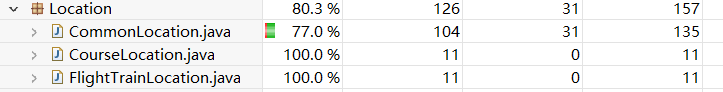 Location 80.3 % 126 31 157
CommonLocation.java 77.0 % 104 31 135
CourseLocation.java 100.0 % 11 0 11
FlightTrainLocation.java 100.0 % 11 0 11